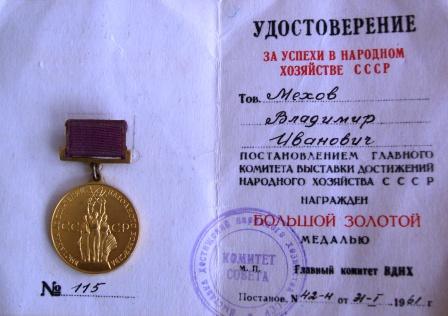 СССР
№ 115
УДОСТОВЕРЕНИЕ
ЗА УСПЕХИ В НАРОДНОМ
ХОЗЯЙСТВЕ СССР
Тов. Мехов
Владимир
Иванович
ПОСТАНОВЛЕНИЕМ ГЛАВНОГО
КОМИТЕТА ВЫСТАВКИ ДОСТИЖЕНИЙ
НАРОДНОГО ХОЗЯЙСТВА СССР
НАГРАЖДЕН
БОЛЬШОЙ ЗОЛОТОЙ
МЕДАЛЬЮ
КОМИТЕТ
СОВЕТА
М. П.
Главный комитет ВДНХ
Постанов. № 42-н от 31-I 1961 г.